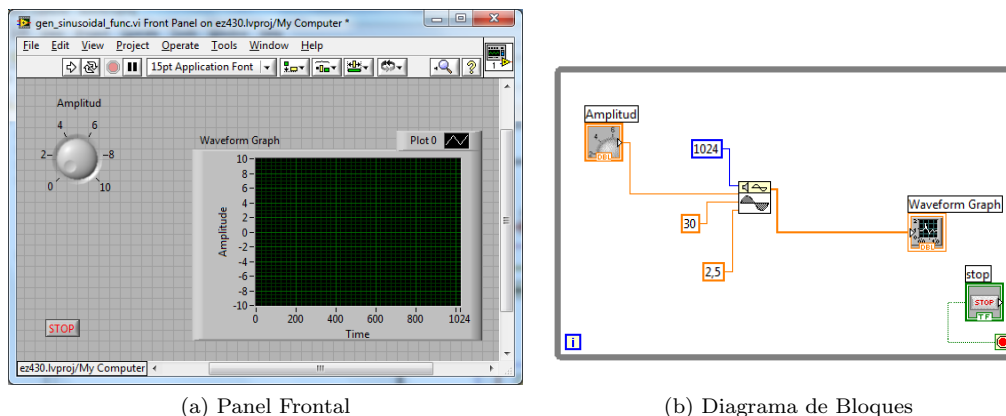 gen_sinusoidal_func.vi Front Panel on ez430.lvproj/My Computer *
File Edit View Project Operate Tools Window Help
15pt Application Font
1
Amplitud
0 2 4 6 8 10
Waveform Graph
Plot 0
Amplitude
10
8
6
4
2
0
-2
-4
-6
-8
-10
0 200 400 600 800 1024
Time
STOP
ez430.lvproj/My Computer
(a) Panel Frontal
Amplitud
DBL
1024
30
2,5
Waveform Graph
DBL
stop
STOP
TF
i
(b) Diagrama de Bloques